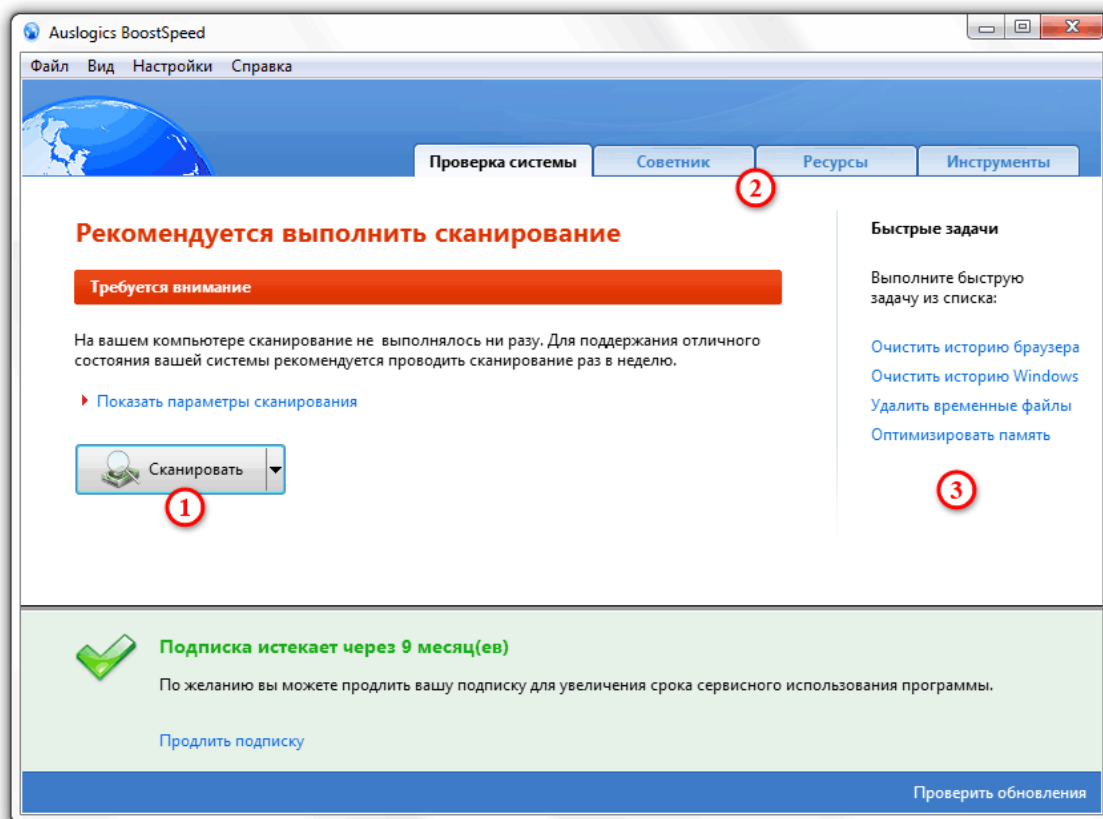 Auslogics BoostSpeed
Файл Вид Настройки Справка
Проверка системы Советник Ресурсы Инструменты
2
Рекомендуется выполнить сканирование
Требуется внимание
На вашем компьютере сканирование не выполнялось ни разу. Для поддержания отличного
состояния вашей системы рекомендуется проводить сканирование раз в неделю.
Показать параметры сканирования
Сканировать
1
Быстрые задачи
Выполните быструю
задачу из списка:
Очистить историю браузера
Очистить историю Windows
Удалить временные файлы
Оптимизировать память
3
Подписка истекает через 9 месяц(ев)
По желанию вы можете продлить вашу подписку для увеличения срока сервисного использования программы.
Продлить подписку
Проверить обновления